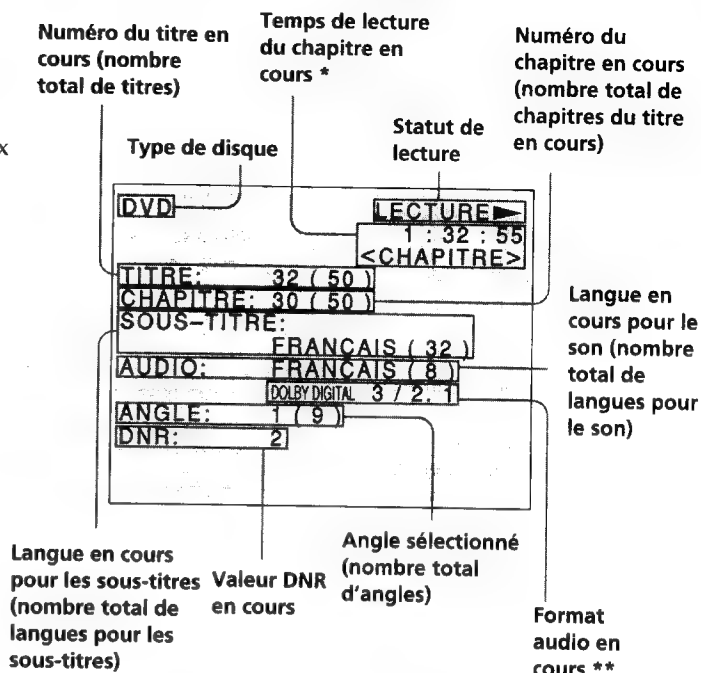 Numéro du titre en
cours (nombre
total de titres)
Temps de lecture
du chapitre en
cours *
Numéro du
chapitre en cours
(nombre total de
chapitres du titre
en cours)
Statut de
lecture
x
Type de disque
DVD
LECTURE►
1 : 32 : 55
<CHAPITRE>
TITRE: 32 ( 50 )
CHAPITRE: 30 ( 50 )
SOUS–TITRE:
FRANÇAIS ( 32 )
AUDIO: FRANÇAIS ( 8 )
DOLBY DIGITAL 3 / 2. 1
ANGLE: 1 ( 9 )
DNR: 2
Langue en
cours pour le
son (nombre
total de
langues pour
le son)
Langue en cours
pour les sous-titres
(nombre total de
langues pour les
sous-titres)
Valeur DNR
en cours
Angle sélectionné
(nombre total
d'angles)
Format
audio en
cours **